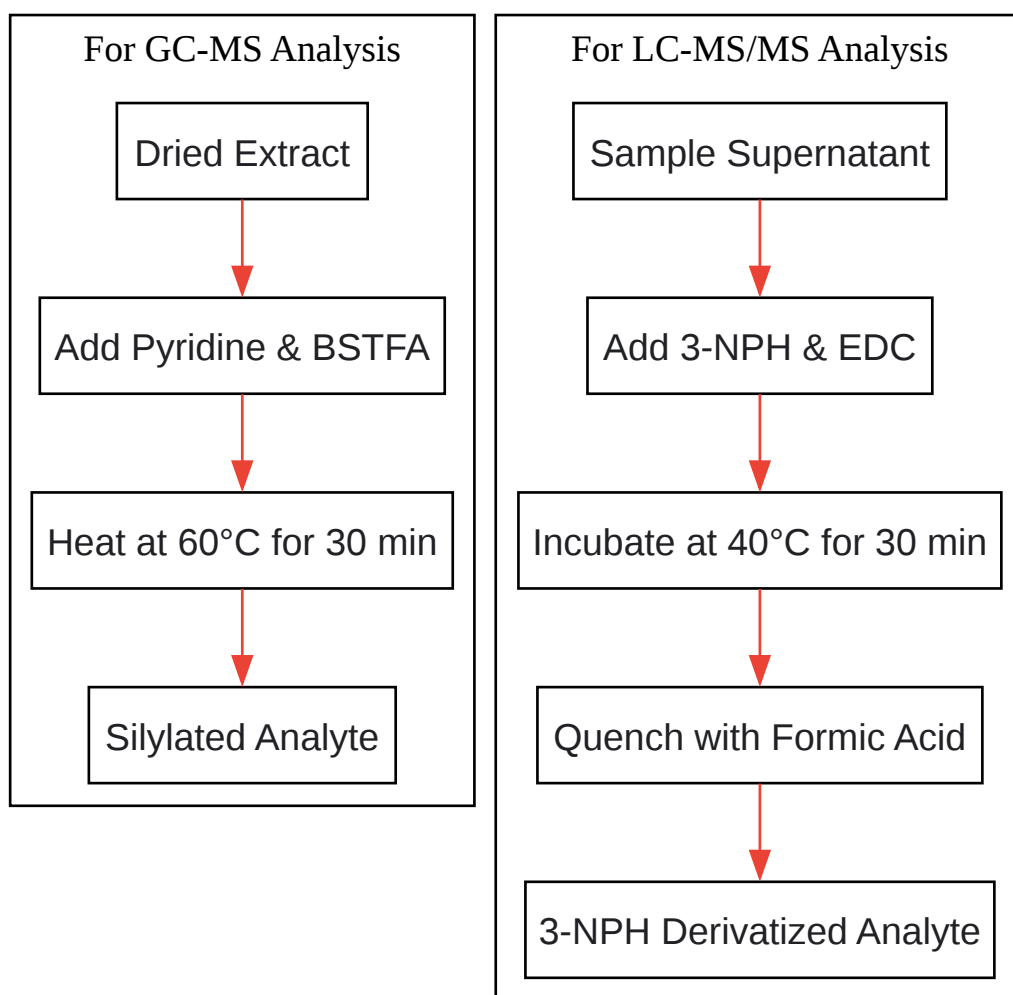 For GC-MS Analysis
Dried Extract
Add Pyridine & BSTFA
Heat at 60°C for 30 min
Silylated Analyte
For LC-MS/MS Analysis
Sample Supernatant
Add 3-NPH & EDC
Incubate at 40°C for 30 min
Quench with Formic Acid
3-NPH Derivatized Analyte